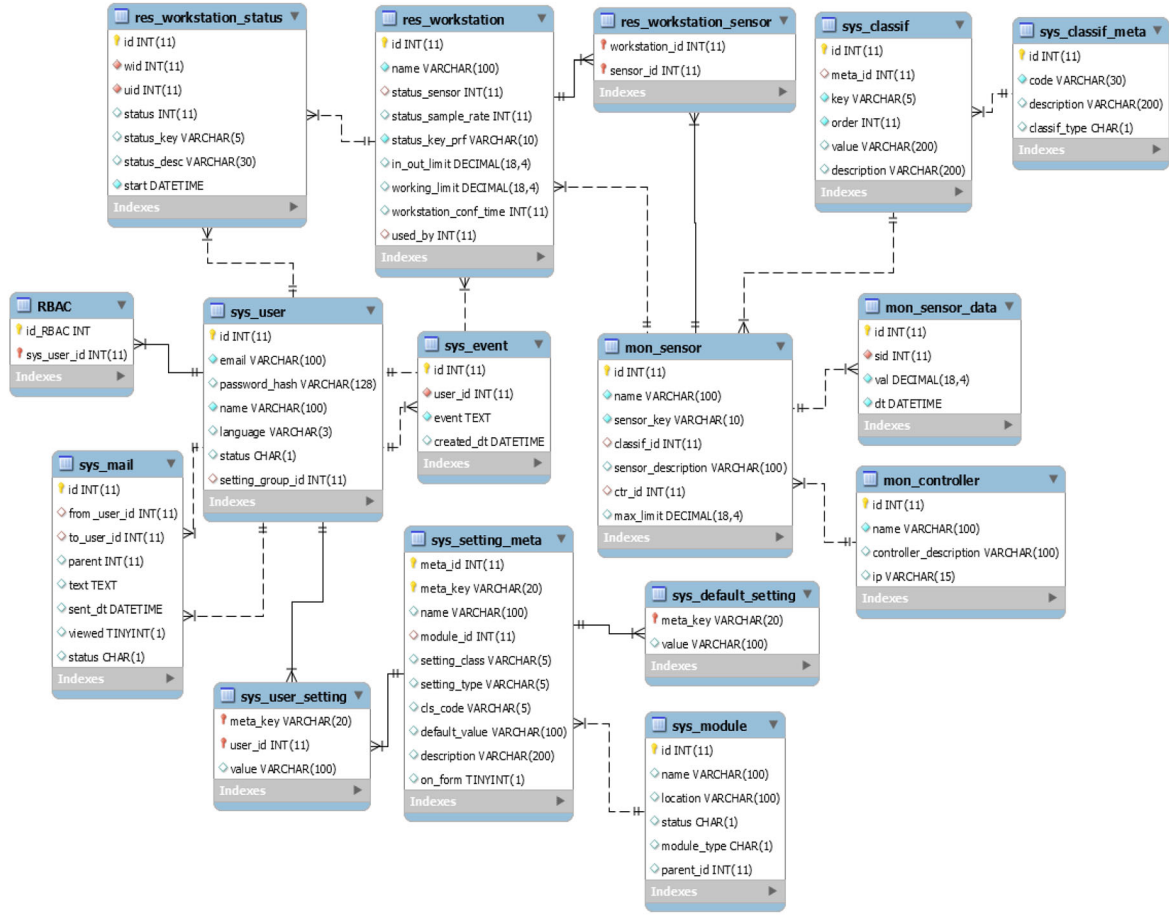 res_workstation_status
id INT(11)
wid INT(11)
uid INT(11)
status INT(11)
status_key VARCHAR(5)
status_desc VARCHAR(30)
start DATETIME
Indexes
res_workstation
id INT(11)
name VARCHAR(100)
status_sensor INT(11)
status_sample_rate INT(11)
status_key_prf VARCHAR(10)
in_out_limit DECIMAL(18,4)
working_limit DECIMAL(18,4)
workstation_conf_time INT(11)
used_by INT(11)
Indexes
res_workstation_sensor
workstation_id INT(11)
sensor_id INT(11)
Indexes
sys_classif
id INT(11)
meta_id INT(11)
key VARCHAR(5)
order INT(11)
value VARCHAR(200)
description VARCHAR(200)
Indexes
sys_classif_meta
id INT(11)
code VARCHAR(30)
description VARCHAR(200)
classif_type CHAR(1)
Indexes
RBAC
id_RBAC INT
sys_user_id INT(11)
Indexes
sys_user
id INT(11)
email VARCHAR(100)
password_hash VARCHAR(128)
name VARCHAR(100)
language VARCHAR(3)
status CHAR(1)
setting_group_id INT(11)
Indexes
sys_event
id INT(11)
user_id INT(11)
event TEXT
created_dt DATETIME
Indexes
mon_sensor
id INT(11)
name VARCHAR(100)
sensor_key VARCHAR(10)
classif_id INT(11)
sensor_description VARCHAR(100)
ctr_id INT(11)
max_limit DECIMAL(18,4)
Indexes
mon_sensor_data
id INT(11)
sid INT(11)
val DECIMAL(18,4)
dt DATETIME
Indexes
sys_mail
id INT(11)
from_user_id INT(11)
to_user_id INT(11)
parent INT(11)
text TEXT
sent_dt DATETIME
viewed TINYINT(1)
status CHAR(1)
Indexes
mon_controller
id INT(11)
name VARCHAR(100)
controller_description VARCHAR(100)
ip VARCHAR(15)
Indexes
sys_setting_meta
meta_id INT(11)
meta_key VARCHAR(20)
name VARCHAR(100)
module_id INT(11)
setting_class VARCHAR(5)
setting_type VARCHAR(5)
cls_code VARCHAR(5)
default_value VARCHAR(100)
description VARCHAR(200)
on_form TINYINT(1)
Indexes
sys_default_setting
meta_key VARCHAR(20)
value VARCHAR(100)
Indexes
sys_user_setting
meta_key VARCHAR(20)
user_id INT(11)
value VARCHAR(100)
Indexes
sys_module
id INT(11)
name VARCHAR(100)
location VARCHAR(100)
status CHAR(1)
module_type CHAR(1)
parent_id INT(11)
Indexes